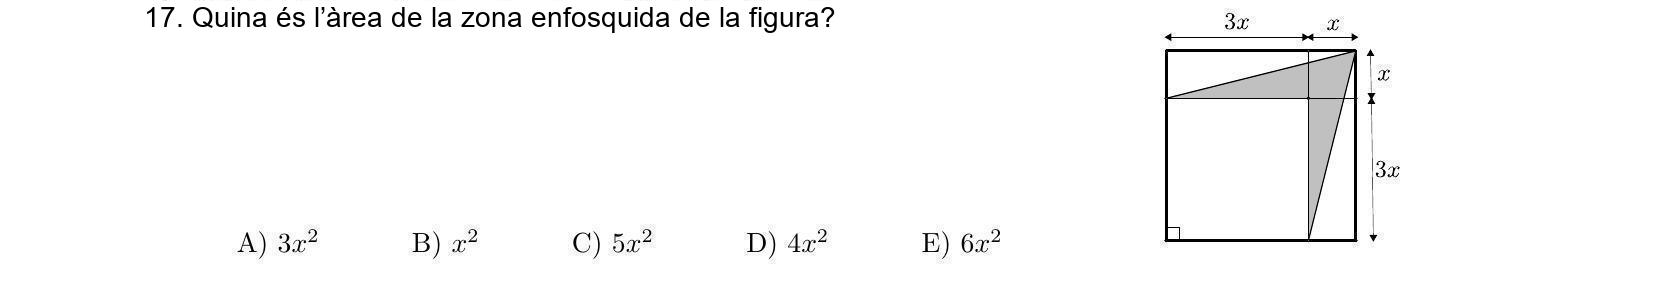 17. Quina és l’àrea de la zona enfosquida de la figura?
3x x
x
3x
A) 3x² B) x² C) 5x² D) 4x² E) 6x²